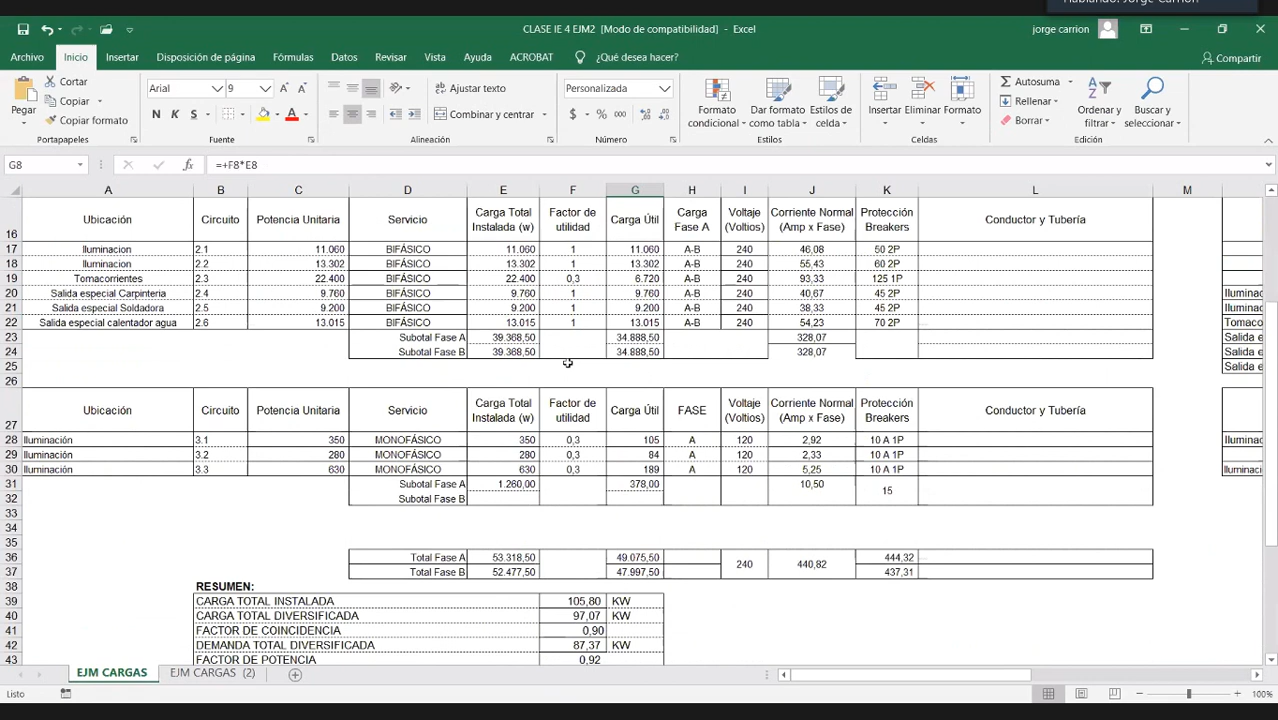 Hablando: Jorge Carrión
CLASE IE 4 EJM2 [Modo de compatibilidad] - Excel
jorge carrion
Archivo Inicio Insertar Disposición de página Fórmulas Datos Revisar Vista Ayuda ACROBAT ¿Qué desea hacer? Compartir
Pegar
Cortar
Copiar
Copiar formato
Portapapeles
Arial 9
N K S
Fuente
Ajustar texto
Combinar y centrar
Alineación
Personalizada
$ % 000
Número
Formato condicional
Dar formato como tabla
Estilos de celda
Estilos
Insertar Eliminar Formato
Celdas
Autosuma
Rellenar
Borrar
Ordenar y filtrar
Buscar y seleccionar
Edición
G8 fx =+F8*E8
A B C D E F G H I J K L M
16 Ubicación Circuito Potencia Unitaria Servicio Carga Total Instalada (w) Factor de utilidad Carga Útil Carga Fase A Voltaje (Voltios) Corriente Normal (Amp x Fase) Protección Breakers Conductor y Tubería
17 Iluminacion 2.1 11.060 BIFÁSICO 11.060 1 11.060 A-B 240 46,08 50 2P
18 Iluminacion 2.2 13.302 BIFÁSICO 13.302 1 13.302 A-B 240 55,43 60 2P
19 Tomacorrientes 2.3 22.400 BIFÁSICO 22.400 0,3 6.720 A-B 240 93,33 125 1P
20 Salida especial Carpinteria 2.4 9.760 BIFÁSICO 9.760 1 9.760 A-B 240 40,67 45 2P Iluminac
21 Salida especial Soldadora 2.5 9.200 BIFÁSICO 9.200 1 9.200 A-B 240 38,33 45 2P Iluminac
22 Salida especial calentador agua 2.6 13.015 BIFÁSICO 13.015 1 13.015 A-B 240 54,23 70 2P Tomaco
23 Subtotal Fase A 39.368,50 34.888,50 328,07 Salida e
24 Subtotal Fase B 39.368,50 34.888,50 328,07 Salida e
25 Salida e
26
27 Ubicación Circuito Potencia Unitaria Servicio Carga Total Instalada (w) Factor de utilidad Carga Útil FASE Voltaje (Voltios) Corriente Normal (Amp x Fase) Protección Breakers Conductor y Tubería
28 Iluminación 3.1 350 MONOFÁSICO 350 0,3 105 A 120 2,92 10 A 1P Iluminac
29 Iluminación 3.2 280 MONOFÁSICO 280 0,3 84 A 120 2,33 10 A 1P
30 Iluminación 3.3 630 MONOFÁSICO 630 0,3 189 A 120 5,25 10 A 1P Iluminac
31 Subtotal Fase A 1.260,00 378,00 10,50 15
32 Subtotal Fase B
33
34
35
36 Total Fase A 53.318,50 49.075,50 240 440,82 444,32
37 Total Fase B 52.477,50 47.997,50 437,31
38 RESUMEN:
39 CARGA TOTAL INSTALADA 105,80 KW
40 CARGA TOTAL DIVERSIFICADA 97,07 KW
41 FACTOR DE COINCIDENCIA 0,90
42 DEMANDA TOTAL DIVERSIFICADA 87,37 KW
43 FACTOR DE POTENCIA 0,92
EJM CARGAS EJM CARGAS (2)
Listo 100%